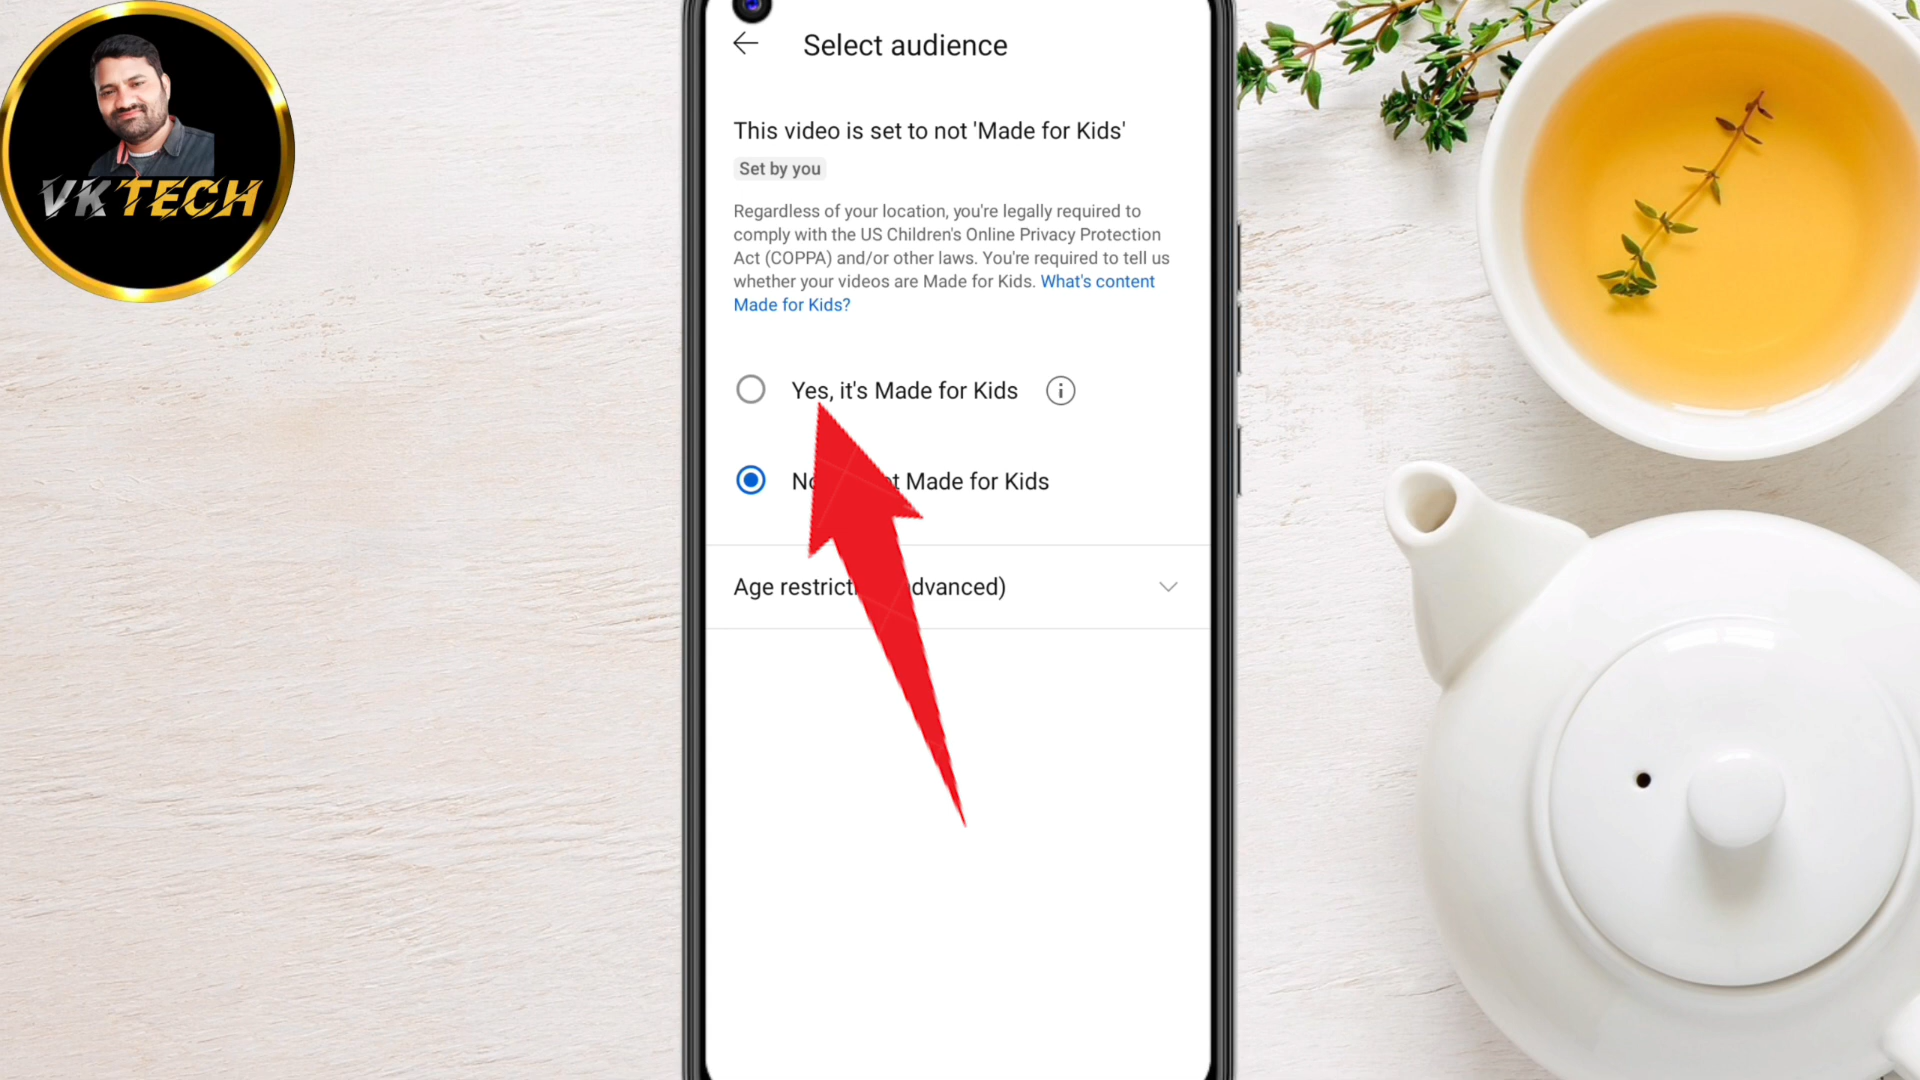 VKTECH
Select audience
This video is set to not 'Made for Kids'
Set by you
Regardless of your location, you're legally required to
comply with the US Children's Online Privacy Protection
Act (COPPA) and/or other laws. You're required to tell us
whether your videos are Made for Kids. What's content
Made for Kids?
Yes, it's Made for Kids
Made for Kids
Age